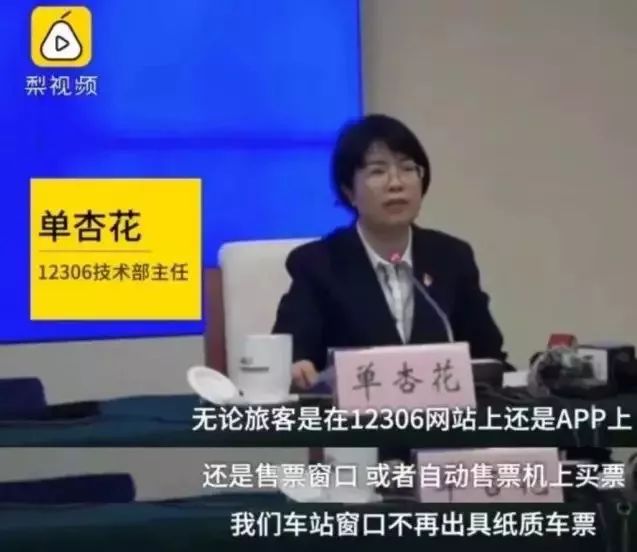 梨视频
单杏花
12306技术部主任
单杏花
无论旅客是在12306网站上还是APP上
还是售票窗口 或者自动售票机上买票
我们车站窗口不再出具纸质车票